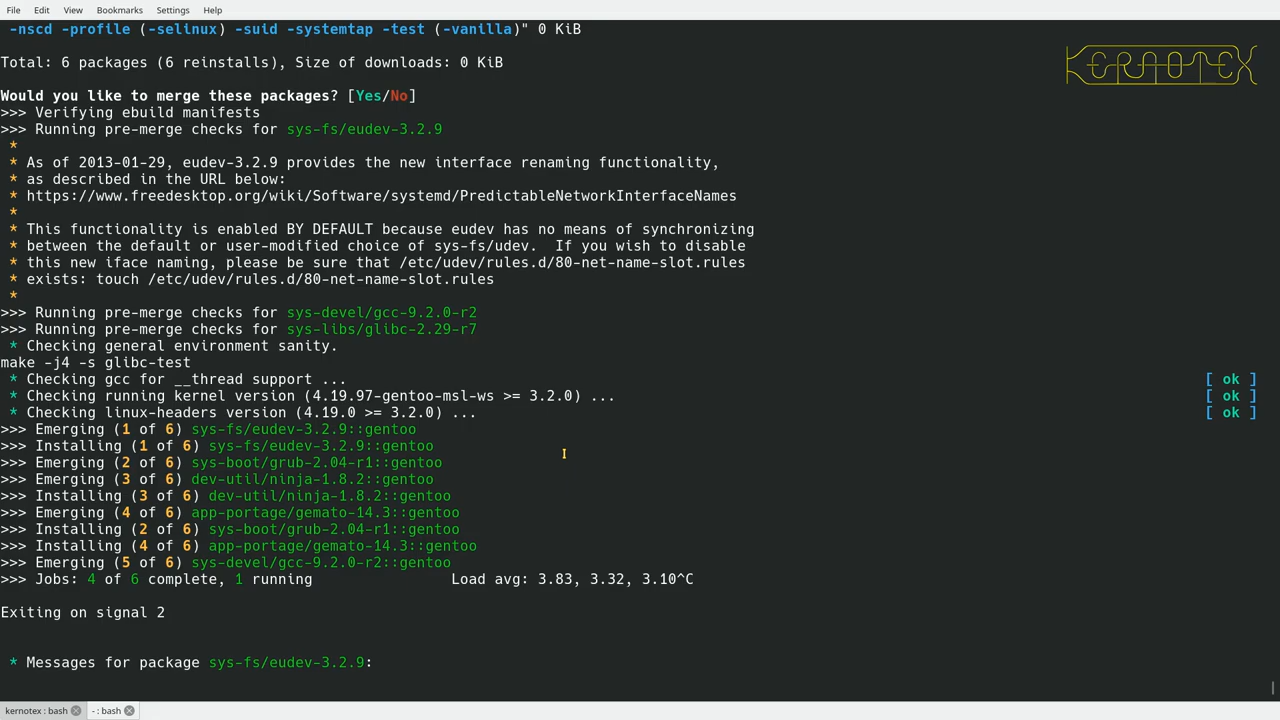 File Edit View Bookmarks Settings Help
-nscd -profile (-selinux) -suid -systemtap -test (-vanilla)" 0 KiB
Total: 6 packages (6 reinstalls), Size of downloads: 0 KiB
KERNOTEX
Would you like to merge these packages? [Yes/No]
>>> Verifying ebuild manifests
>>> Running pre-merge checks for sys-fs/eudev-3.2.9
*
* As of 2013-01-29, eudev-3.2.9 provides the new interface renaming functionality,
* as described in the URL below:
* https://www.freedesktop.org/wiki/Software/systemd/PredictableNetworkInterfaceNames
*
* This functionality is enabled BY DEFAULT because eudev has no means of synchronizing
* between the default or user-modified choice of sys-fs/udev.  If you wish to disable
* this new iface naming, please be sure that /etc/udev/rules.d/80-net-name-slot.rules
* exists: touch /etc/udev/rules.d/80-net-name-slot.rules
*
>>> Running pre-merge checks for sys-devel/gcc-9.2.0-r2
>>> Running pre-merge checks for sys-libs/glibc-2.29-r7
* Checking general environment sanity.
make -j4 -s glibc-test
* Checking gcc for __thread support ... [ ok ]
* Checking running kernel version (4.19.97-gentoo-msl-ws >= 3.2.0) ... [ ok ]
* Checking linux-headers version (4.19.0 >= 3.2.0) ... [ ok ]
>>> Emerging (1 of 6) sys-fs/eudev-3.2.9::gentoo
>>> Installing (1 of 6) sys-fs/eudev-3.2.9::gentoo
>>> Emerging (2 of 6) sys-boot/grub-2.04-r1::gentoo
>>> Emerging (3 of 6) dev-util/ninja-1.8.2::gentoo
>>> Installing (3 of 6) dev-util/ninja-1.8.2::gentoo
>>> Emerging (4 of 6) app-portage/gemato-14.3::gentoo
>>> Installing (2 of 6) sys-boot/grub-2.04-r1::gentoo
>>> Installing (4 of 6) app-portage/gemato-14.3::gentoo
>>> Emerging (5 of 6) sys-devel/gcc-9.2.0-r2::gentoo
>>> Jobs: 4 of 6 complete, 1 running Load avg: 3.83, 3.32, 3.10^C
Exiting on signal 2
* Messages for package sys-fs/eudev-3.2.9:
kernotex : bash - : bash